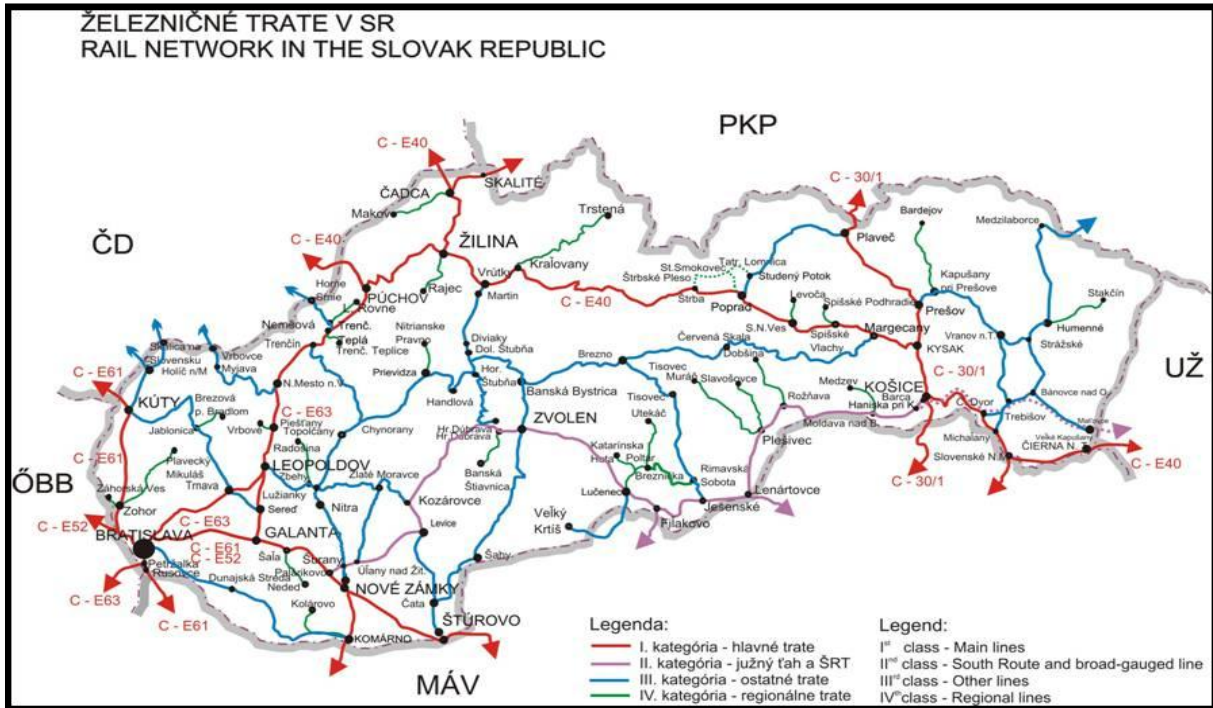 ŽELEZNIČNÉ TRATE V SR
RAIL NETWORK IN THE SLOVAK REPUBLIC
PKP
C - E40
SKALITÉ
ČADCA
Makov
Trstená
C - 30/1
Bardejov
Medzilaborce
Plaveč
ČD
C - E40
ŽILINA
Vrútky
Kraľovany
St.Smokovec
Tatr. Lomnica
Studený Potok
Štrbské Pleso
Kapušany
pri Prešove
Stakčín
Horne
Srnie
PÚCHOV
L. Rovne
Rajec
Martin
C - E40
Štrba
Poprad
Levoča
Spišské Podhradie
Prešov
Humenné
Nemšová
Trenč.
Teplá
Trenč. Teplice
Trenčín
Nitrianske
Pravno
Diviaky
Dol. Štubňa
S.N.Ves
Spišské
Vlachy
Margecany
KYSAK
Vranov n.T.
Strážske
Skalica na
Slovensku
Holíč n/M
Vrbovce
Myjava
N.Mesto n.V.
Prievidza
Hor.
Štubňa
Brezno
Červená Skala
Dobšina
UŽ
C - E61
KÚTY
Brezová
p. Bradlom
Handlová
Banská Bystrica
Tisovec
Muráň
Slavošovce
Medzev
KOŠICE
C - 30/1
Barca
Bánovce nad O.
Jablonica
Vrbové
C - E63
Piešťany
Topoľčany
Chynorany
ZVOLEN
Tisovec
Utekáč
Rožňava
Haniska pri K.
Moldava nad B.
Č. Dvor
Trebišov
Maťovce
Veľké Kapušany
C - E61
Plavecký
Mikuláš
Radošina
LEOPOLDOV
Zbehy
Zlaté Moravce
Hr.Dúbrava
Hr.Dúbrava
Katarínska
Huta
Poltár
Breznička
Plešivec
Michaľany
Slovenské N.M.
ČIERNA N. T.
ŐBB
Záhorská Ves
Zohor
Trnava
Lužianky
Sereď
Nitra
Kozárovce
Banská
Štiavnica
Lučenec
Rimavská
Sobota
Lenártovce
C - 30/1
C - E40
C - E52
C - E63
GALANTA
Levice
Veľký
Krtíš
Fiľakovo
Jesenské
BRATISLAVA
C - E61
C - E52
Šaľa
Šurany
Palárikovo
Úľany nad Žit.
Šahy
Petržalka
Rusovce
Dunajská Streda
Neded
NOVÉ ZÁMKY
C - E63
C - E61
Kolárovo
Čata
KOMÁRNO
ŠTÚROVO
MÁV
Legenda:
I. kategória - hlavné trate
II. kategória - južný ťah a ŠRT
III. kategória - ostatné trate
IV. kategória - regionálne trate
Legend:
Ist class - Main lines
IInd class - South Route and broad-gauged line
IIIrd class - Other lines
IVth class - Regional lines